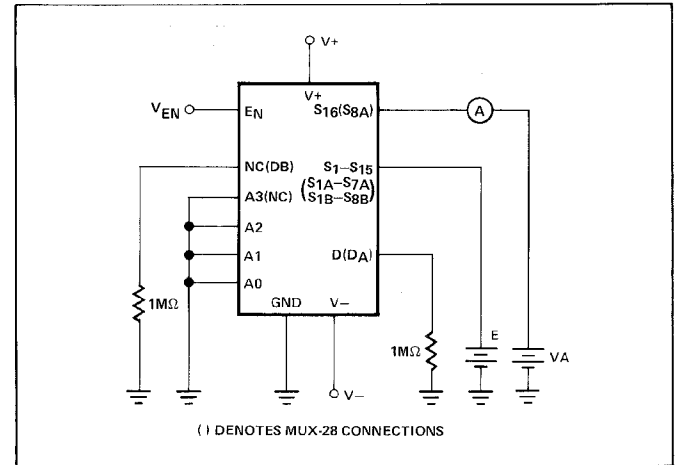 V+
V+
VEN
EN
S16(S8A)
A
NC(DB)
S1–S15
(S1A–S7A
S1B–S8B)
A3(NC)
A2
A1
D(DA)
A0
GND
V–
1MΩ
1MΩ
E
VA
V–
( ) DENOTES MUX-28 CONNECTIONS